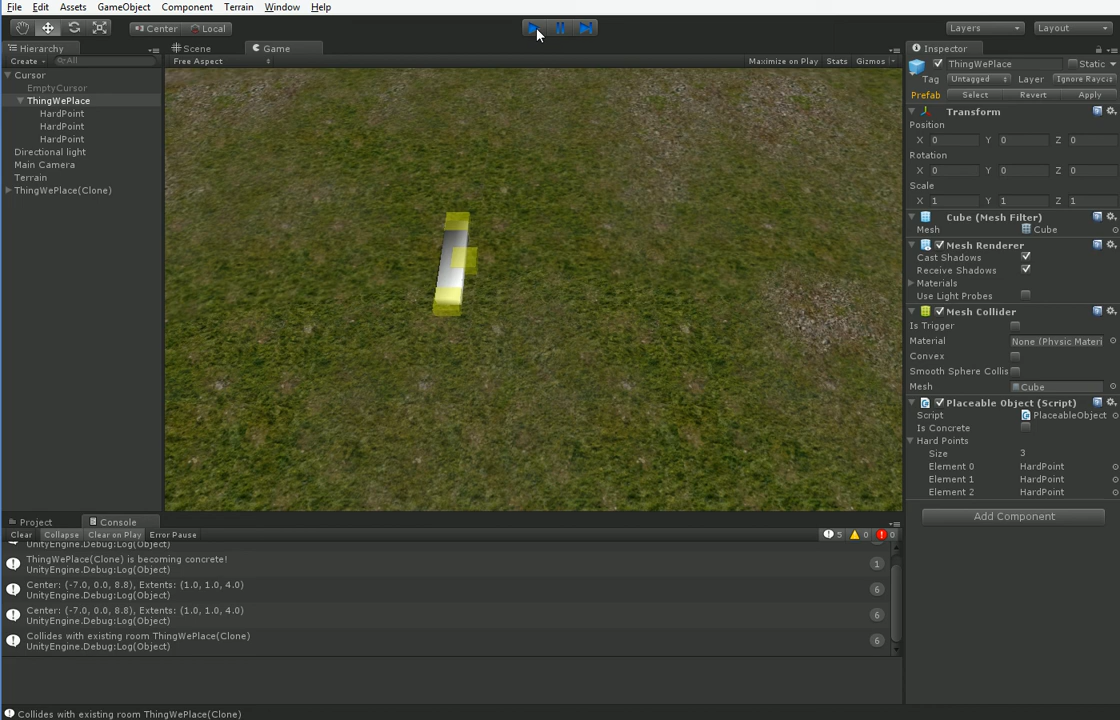 File Edit Assets GameObject Component Terrain Window Help
Center Local Layers Layout
Hierarchy Scene Game Inspector
Create All Free Aspect Maximize on Play Stats Gizmos
Cursor
EmptyCursor
ThingWePlace
HardPoint
HardPoint
HardPoint
Directional light
Main Camera
Terrain
ThingWePlace(Clone)
ThingWePlace Static
Tag Untagged Layer Ignore Rayc
Prefab Select Revert Apply
Transform
Position
X 0 Y 0 Z 0
Rotation
X 0 Y 0 Z 0
Scale
X 1 Y 1 Z 1
Cube (Mesh Filter)
Mesh Cube
Mesh Renderer
Cast Shadows
Receive Shadows
Materials
Use Light Probes
Mesh Collider
Is Trigger
Material None (Physic Materi
Convex
Smooth Sphere Collis
Mesh Cube
Placeable Object (Script)
Script PlaceableObject
Is Concrete
Hard Points
Size 3
Element 0 HardPoint
Element 1 HardPoint
Element 2 HardPoint
Add Component
Project Console
Clear Collapse Clear on Play Error Pause 5 0 0
UnityEngine.Debug:Log(Object)
ThingWePlace(Clone) is becoming concrete! 1
UnityEngine.Debug:Log(Object)
Center: (-7.0, 0.0, 8.8), Extents: (1.0, 1.0, 4.0) 6
UnityEngine.Debug:Log(Object)
Center: (-7.0, 0.0, 8.8), Extents: (1.0, 1.0, 4.0) 6
UnityEngine.Debug:Log(Object)
Collides with existing room ThingWePlace(Clone) 6
UnityEngine.Debug:Log(Object)
Collides with existing room ThingWePlace(Clone)